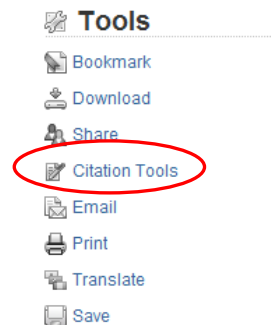 Tools
Bookmark
Download
Share
Citation Tools
Email
Print
Translate
Save